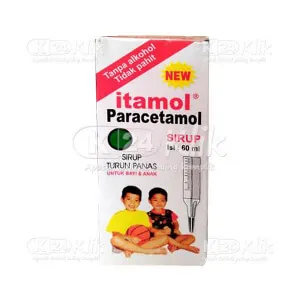 Tanpa alkohol
Tidak pahit
NEW
itamol®
Paracetamol
SIRUP
Isi : 60 ml
SIRUP
TURUN PANAS
UNTUK BAYI & ANAK